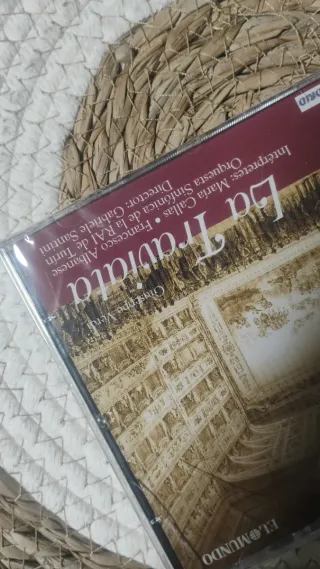 Giuseppe Verdi
La Traviata
Intérpretes: Maria Callas · Francesco Albanese
Orquesta Sinfónica de la RAI de Turín
Director: Gabriele Santini
EL MUNDO